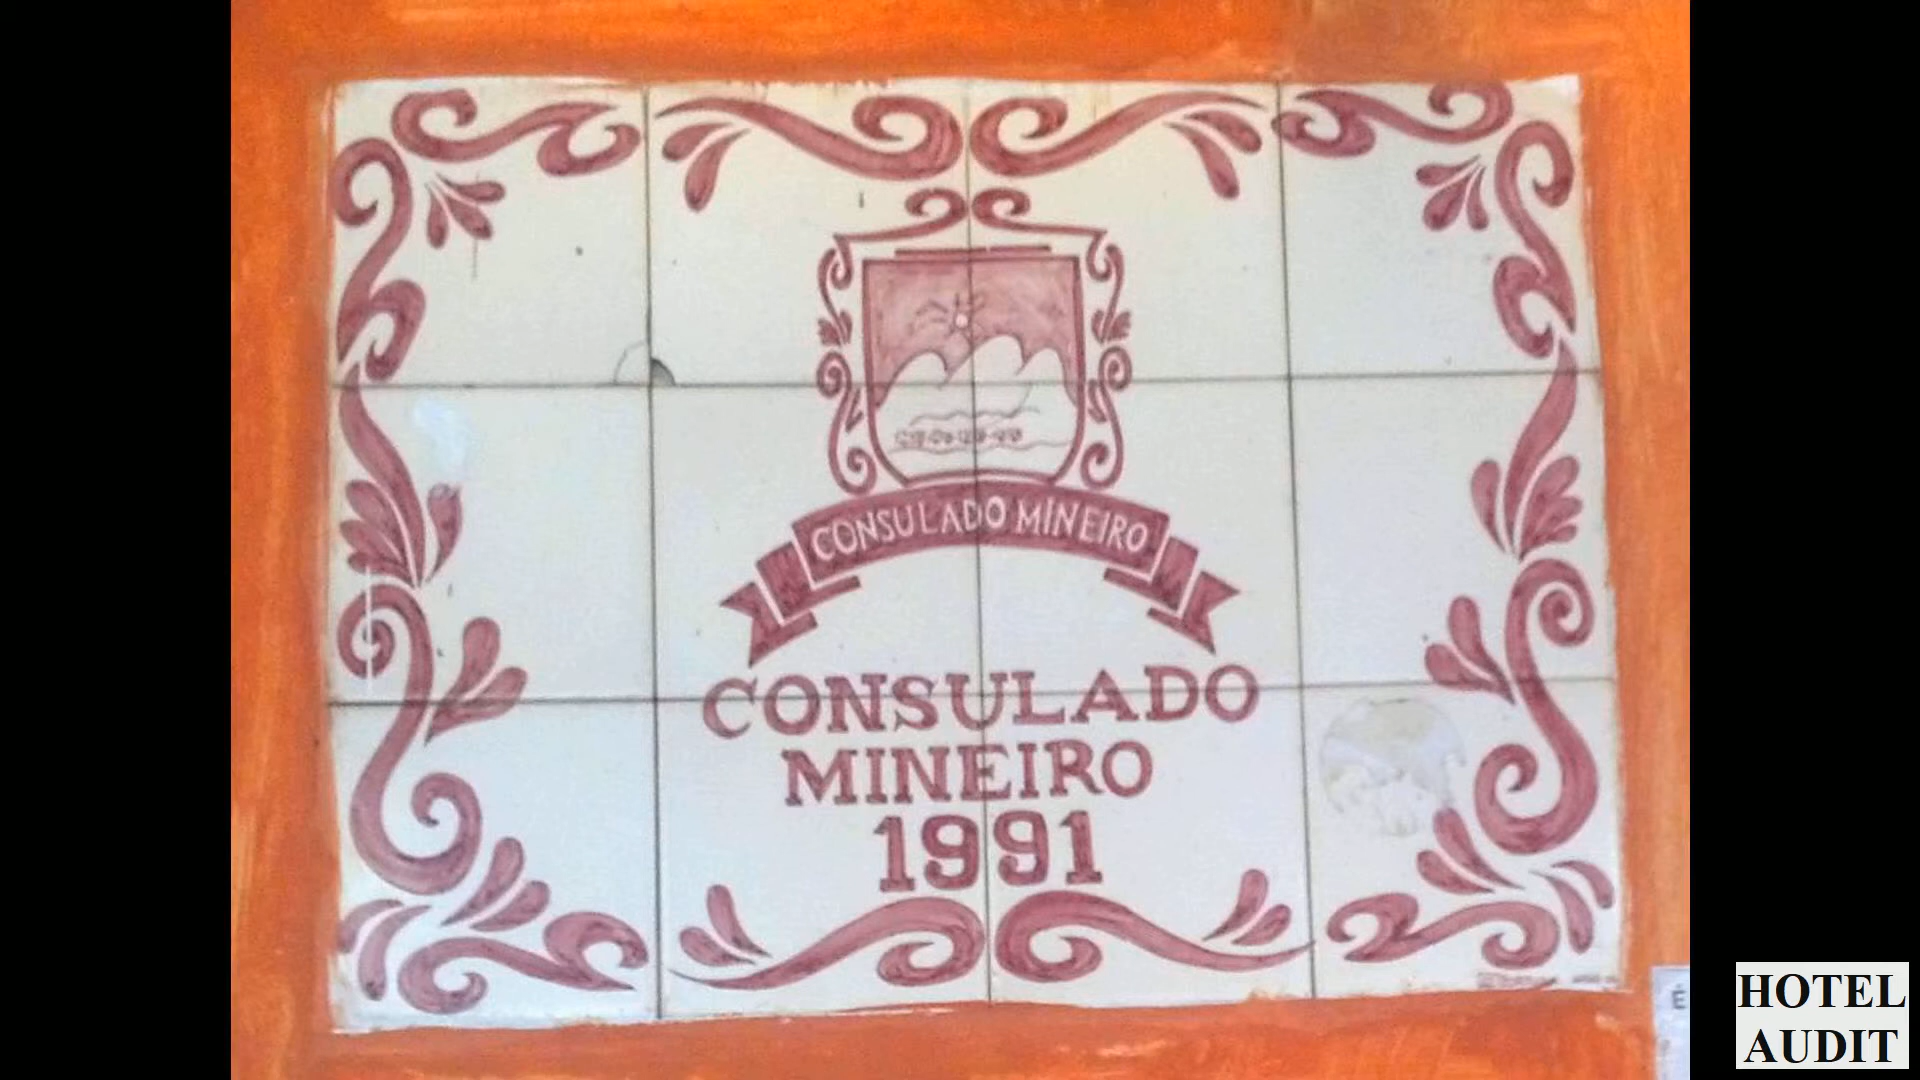 CONSULADO MINEIRO
CONSULADO
MINEIRO
1991
HOTEL
AUDIT